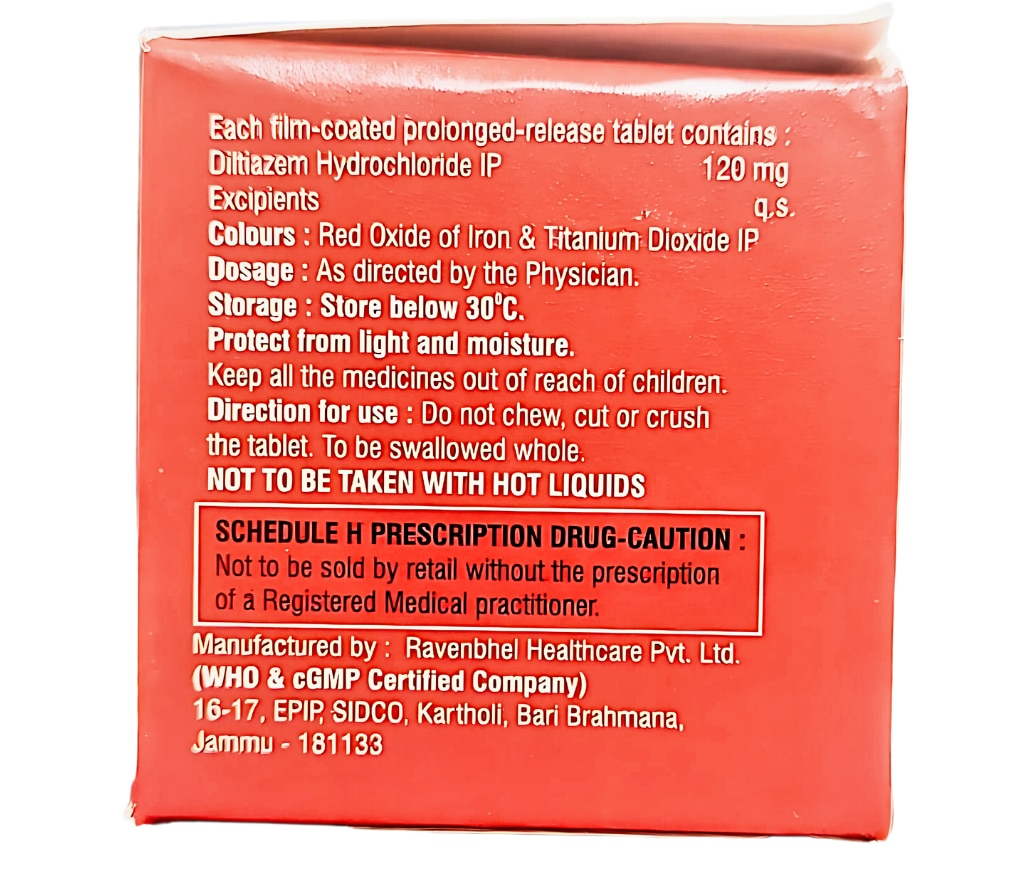 Each film-coated prolonged-release tablet contains :
Diltiazem Hydrochloride IP 120 mg
Excipients q.s.
Colours : Red Oxide of Iron & Titanium Dioxide IP
Dosage : As directed by the Physician.
Storage : Store below 30⁰C.
Protect from light and moisture.
Keep all the medicines out of reach of children.
Direction for use : Do not chew, cut or crush
the tablet. To be swallowed whole.
NOT TO BE TAKEN WITH HOT LIQUIDS
SCHEDULE H PRESCRIPTION DRUG-CAUTION :
Not to be sold by retail without the prescription
of a Registered Medical practitioner.
Manufactured by : Ravenbhel Healthcare Pvt. Ltd.
(WHO & cGMP Certified Company)
16-17, EPIP, SIDCO, Kartholi, Bari Brahmana,
Jammu - 181133